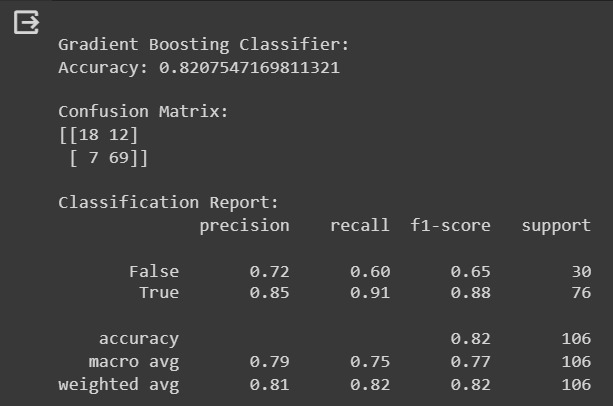 Gradient Boosting Classifier:
Accuracy: 0.8207547169811321
Confusion Matrix:
[[18 12]
 [ 7 69]]
Classification Report:
              precision    recall  f1-score   support
       False       0.72      0.60      0.65        30
        True       0.85      0.91      0.88        76
    accuracy                           0.82       106
   macro avg       0.79      0.75      0.77       106
weighted avg       0.81      0.82      0.82       106